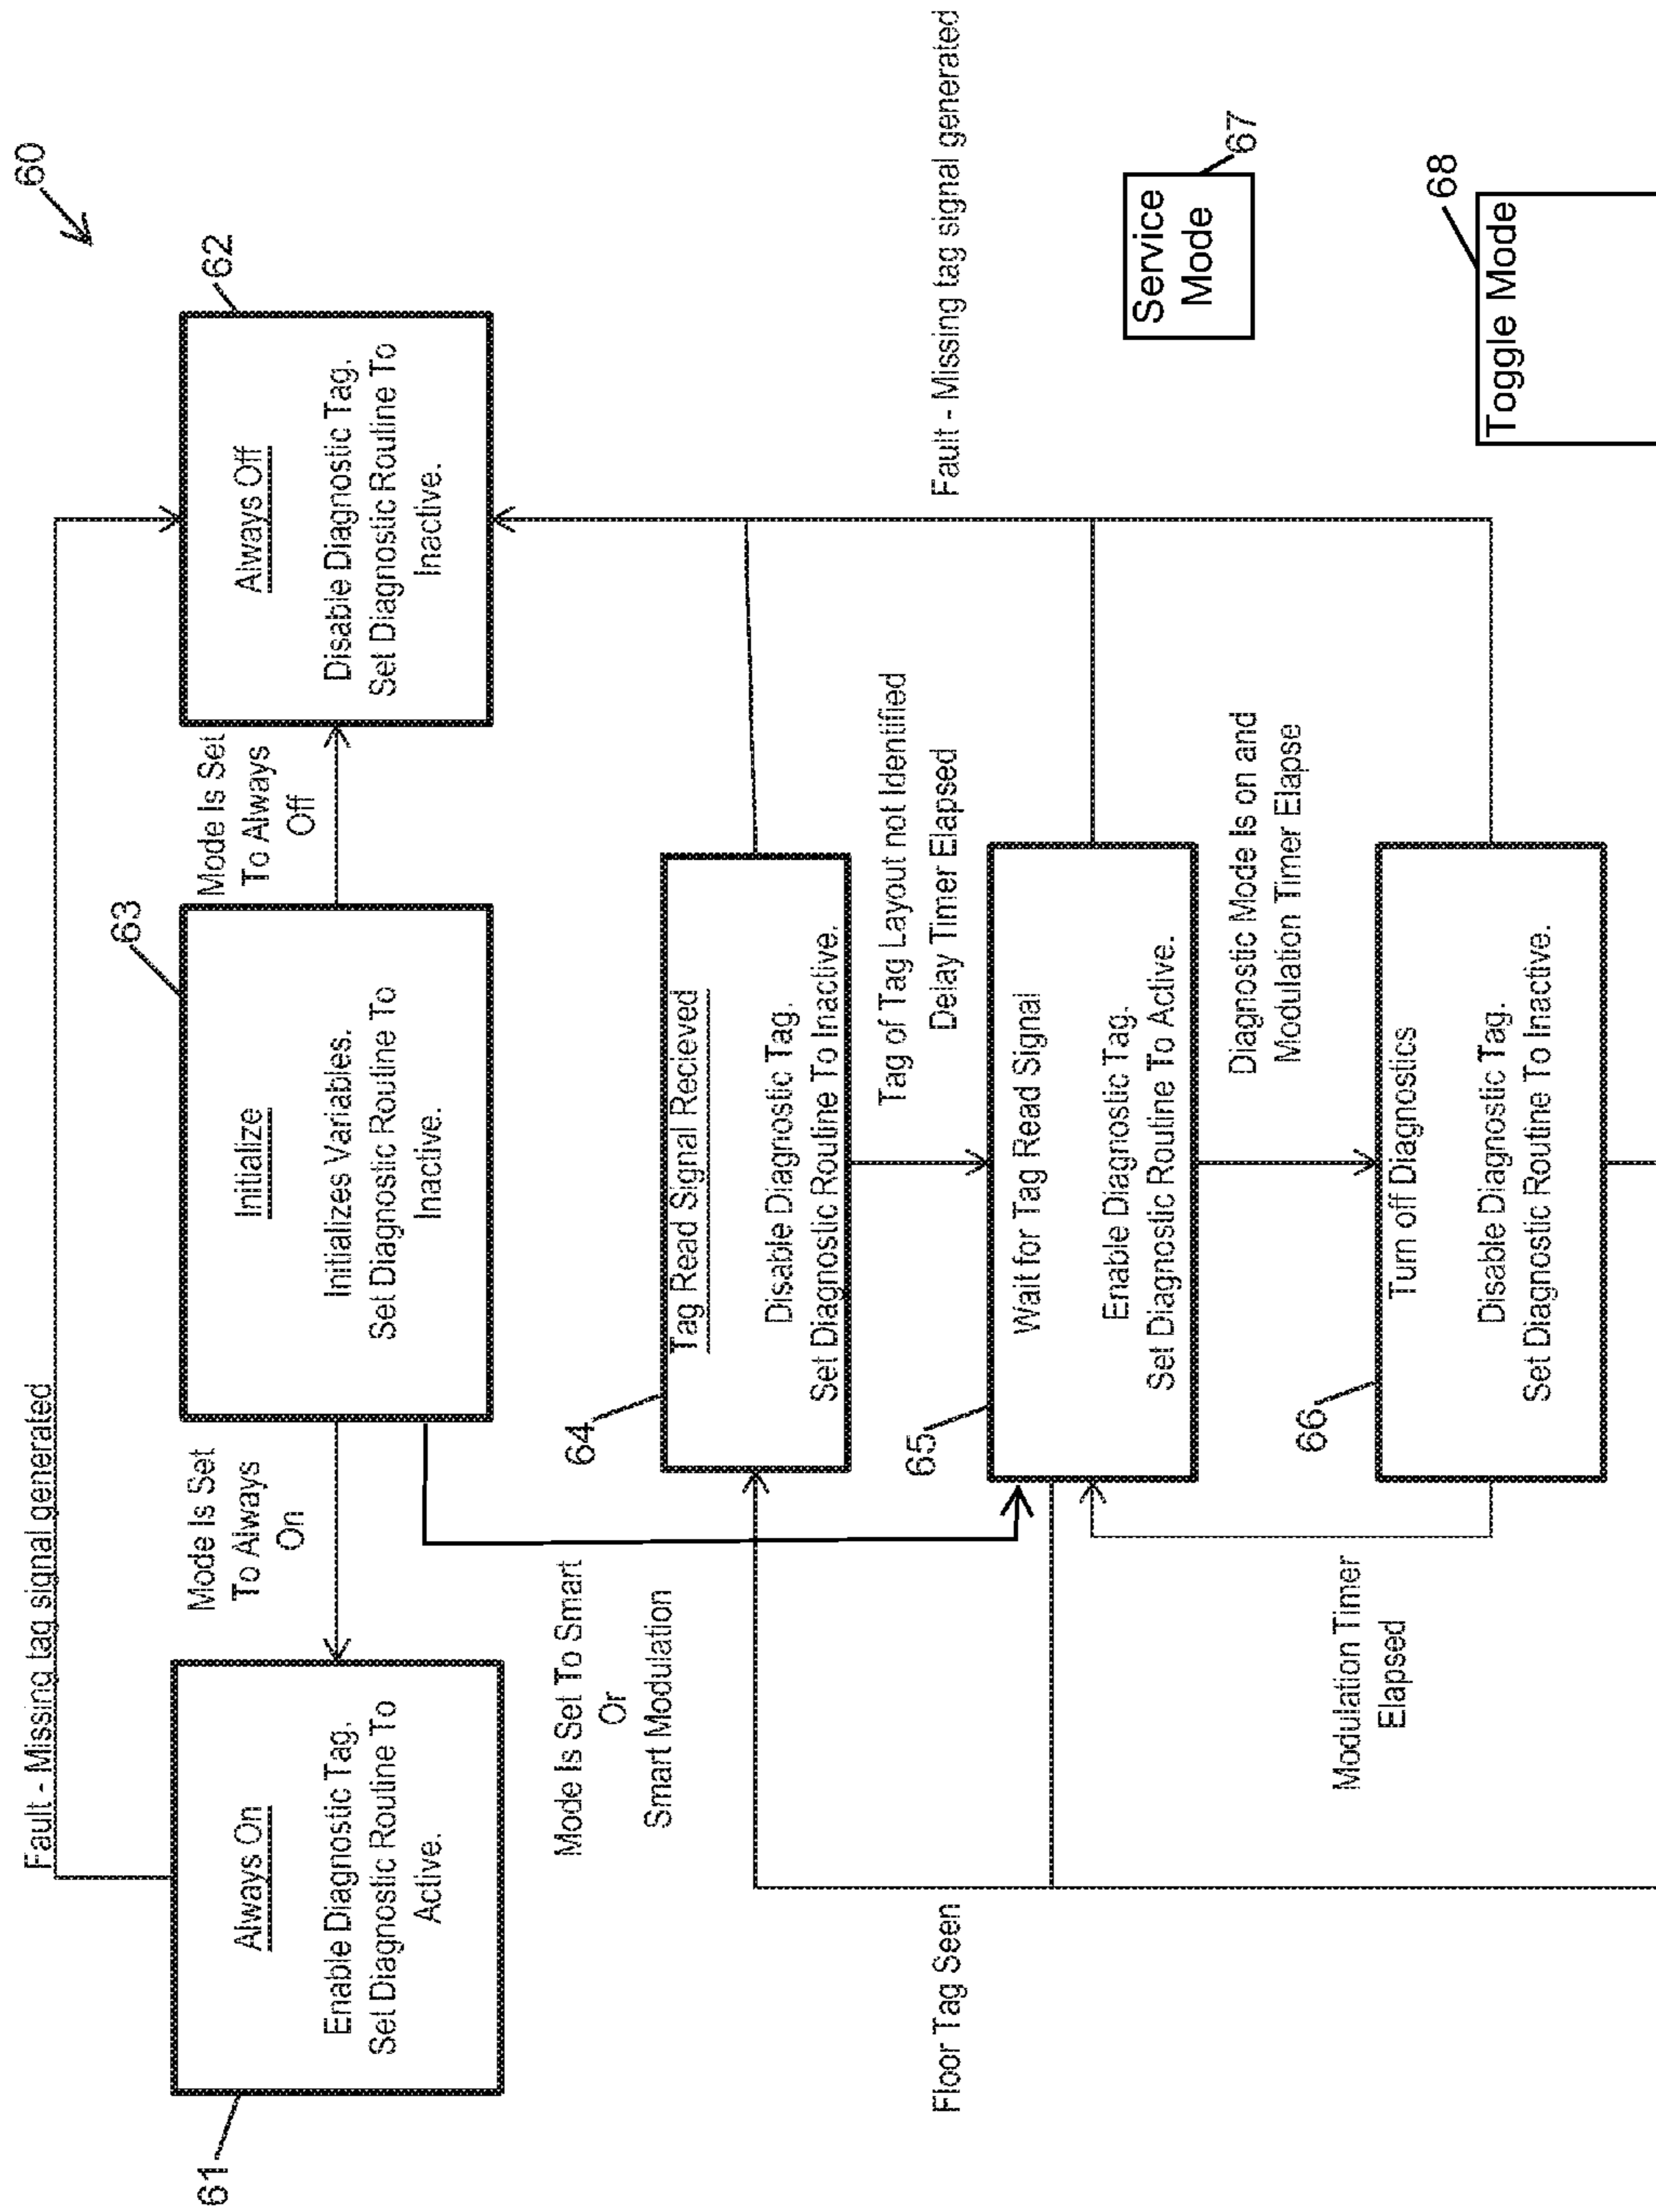 60
Fault - Missing tag signal generated
61
Always On
Enable Diagnostic Tag.
Set Diagnostic Routine To
Active.
Mode Is Set
To Always
On
63
Initialize
Initializes Variables.
Set Diagnostic Routine To
Inactive.
Mode Is Set
To Always
Off
62
Always Off
Disable Diagnostic Tag.
Set Diagnostic Routine To
Inactive.
Mode Is Set To Smart
Or
Smart Modulation
64
Tag Read Signal Recieved
Disable Diagnostic Tag.
Set Diagnostic Routine To Inactive.
Tag of Tag Layout not Identified
Delay Timer Elapsed
Floor Tag Seen
65
Wait for Tag Read Signal
Enable Diagnostic Tag.
Set Diagnostic Routine To Active.
Fault - Missing tag signal generated
Diagnostic Mode Is on and
Modulation Timer Elapse
Service
Mode
67
Modulation Timer
Elapsed
66
Turn off Diagnostics
Disable Diagnostic Tag.
Set Diagnostic Routine To Inactive.
68
Toggle Mode